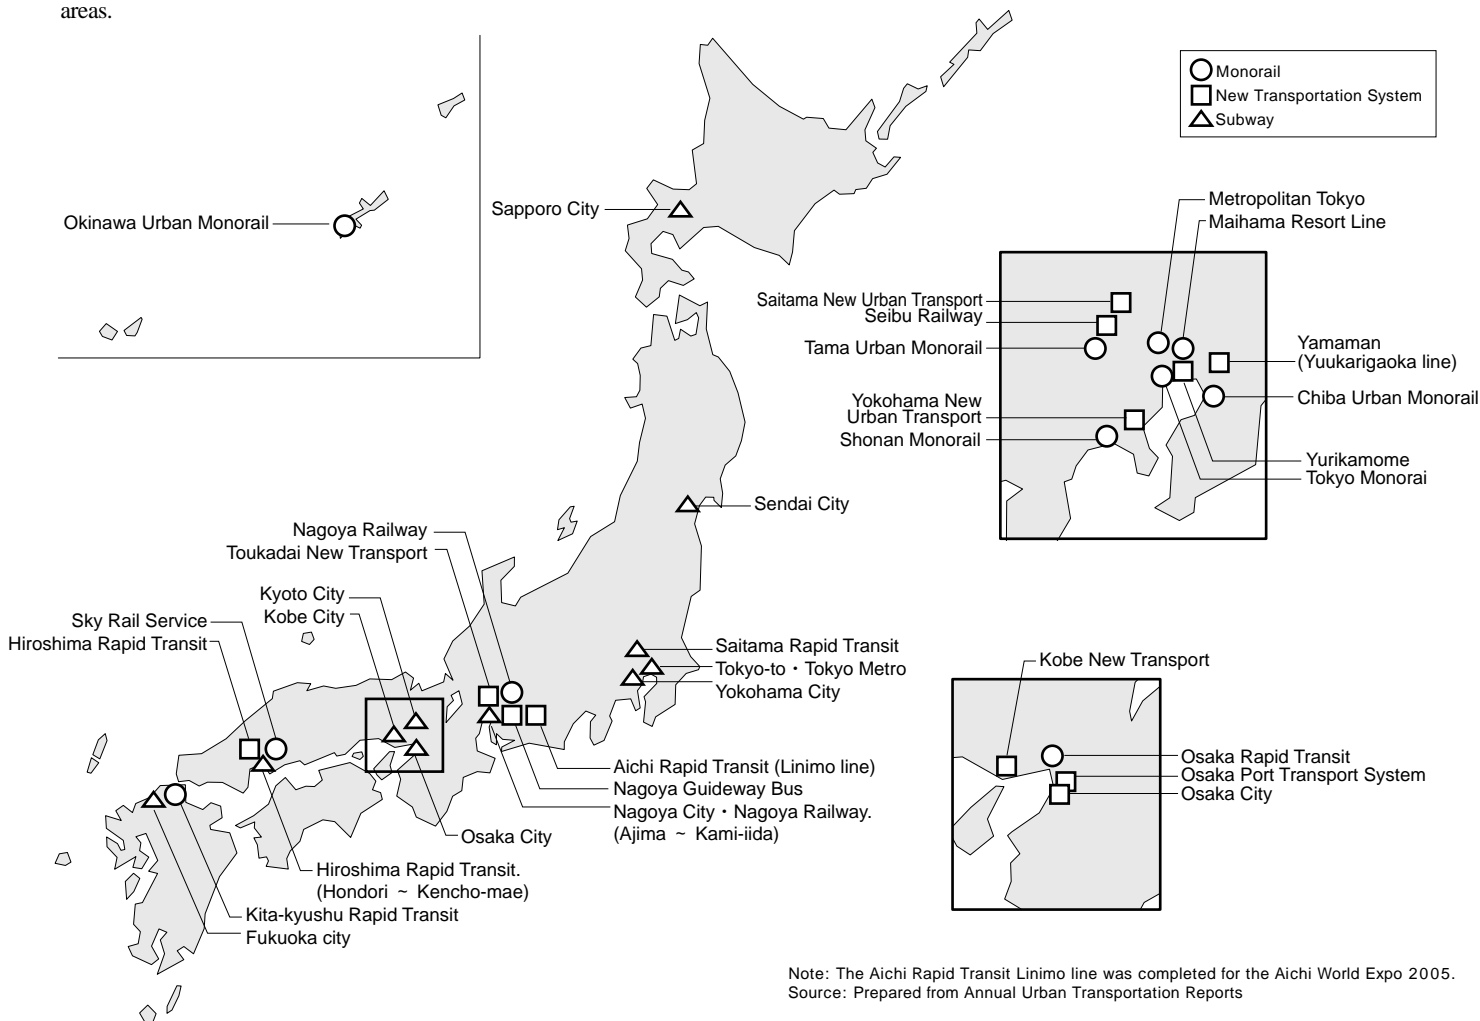 areas.
Monorail
New Transportation System
Subway
Okinawa Urban Monorail
Sapporo City
Metropolitan Tokyo
Maihama Resort Line
Saitama New Urban Transport
Seibu Railway
Tama Urban Monorail
Yamaman
(Yuukarigaoka line)
Chiba Urban Monorail
Yokohama New
Urban Transport
Shonan Monorail
Yurikamome
Tokyo Monorai
Sendai City
Nagoya Railway
Toukadai New Transport
Kyoto City
Kobe City
Sky Rail Service
Hiroshima Rapid Transit
Saitama Rapid Transit
Tokyo-to・Tokyo Metro
Yokohama City
Kobe New Transport
Osaka Rapid Transit
Osaka Port Transport System
Osaka City
Aichi Rapid Transit (Linimo line)
Nagoya Guideway Bus
Nagoya City・Nagoya Railway.
(Ajima ~ Kami-iida)
Osaka City
Hiroshima Rapid Transit.
(Hondori ~ Kencho-mae)
Kita-kyushu Rapid Transit
Fukuoka city
Note: The Aichi Rapid Transit Linimo line was completed for the Aichi World Expo 2005.
Source: Prepared from Annual Urban Transportation Reports